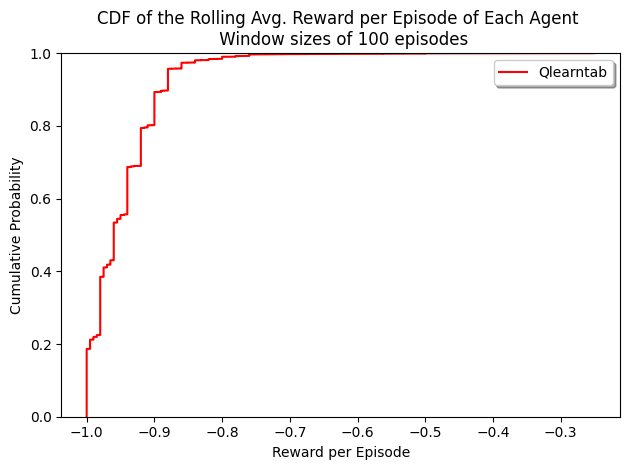 CDF of the Rolling Avg. Reward per Episode of Each Agent
Window sizes of 100 episodes
Qlearntab
1.0
0.8
0.6
0.4
0.2
0.0
Cumulative Probability
−1.0 −0.9 −0.8 −0.7 −0.6 −0.5 −0.4 −0.3
Reward per Episode